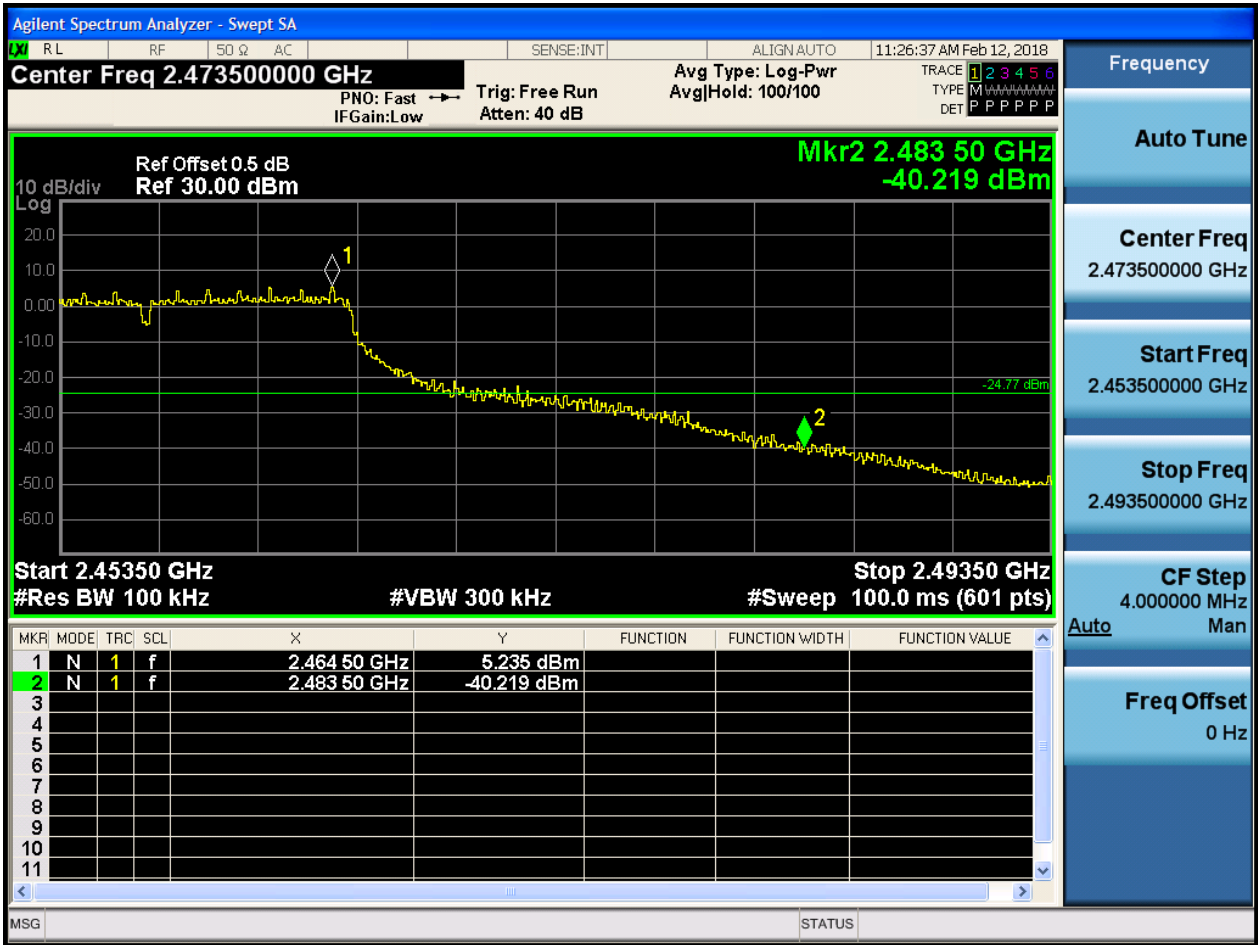 Agilent Spectrum Analyzer - Swept SA
LXI RL RF 50 Ω AC SENSE:INT ALIGN AUTO 11:26:37 AM Feb 12, 2018
Center Freq 2.473500000 GHz
PNO: Fast
IFGain:Low
Trig: Free Run
Atten: 40 dB
Avg Type: Log-Pwr
Avg|Hold: 100/100
TRACE 1 2 3 4 5 6
TYPE M
DET P P P P P P
Ref Offset 0.5 dB
10 dB/div Ref 30.00 dBm
Log
Mkr2 2.483 50 GHz
-40.219 dBm
20.0
10.0
0.00
-10.0
-20.0
-30.0
-40.0
-50.0
-60.0
1
-24.77 dBm
2
Start 2.45350 GHz Stop 2.49350 GHz
#Res BW 100 kHz #VBW 300 kHz #Sweep 100.0 ms (601 pts)
MKR MODE TRC SCL X Y FUNCTION FUNCTION WIDTH FUNCTION VALUE
1 N 1 f 2.464 50 GHz 5.235 dBm
2 N 1 f 2.483 50 GHz -40.219 dBm
3
4
5
6
7
8
9
10
11
MSG STATUS
Frequency
Auto Tune
Center Freq
2.473500000 GHz
Start Freq
2.453500000 GHz
Stop Freq
2.493500000 GHz
CF Step
4.000000 MHz
Auto Man
Freq Offset
0 Hz